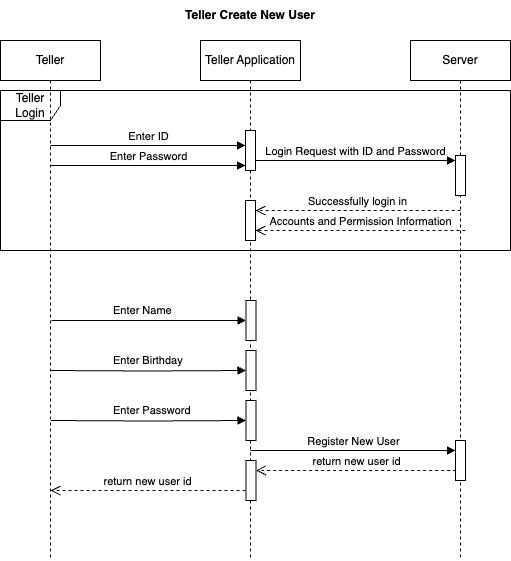 Teller Create New User
Teller
Teller Application
Server
Teller
Login
Enter ID
Enter Password
Login Request with ID and Password
Successfully login in
Accounts and Permission Information
Enter Name
Enter Birthday
Enter Password
Register New User
return new user id
return new user id